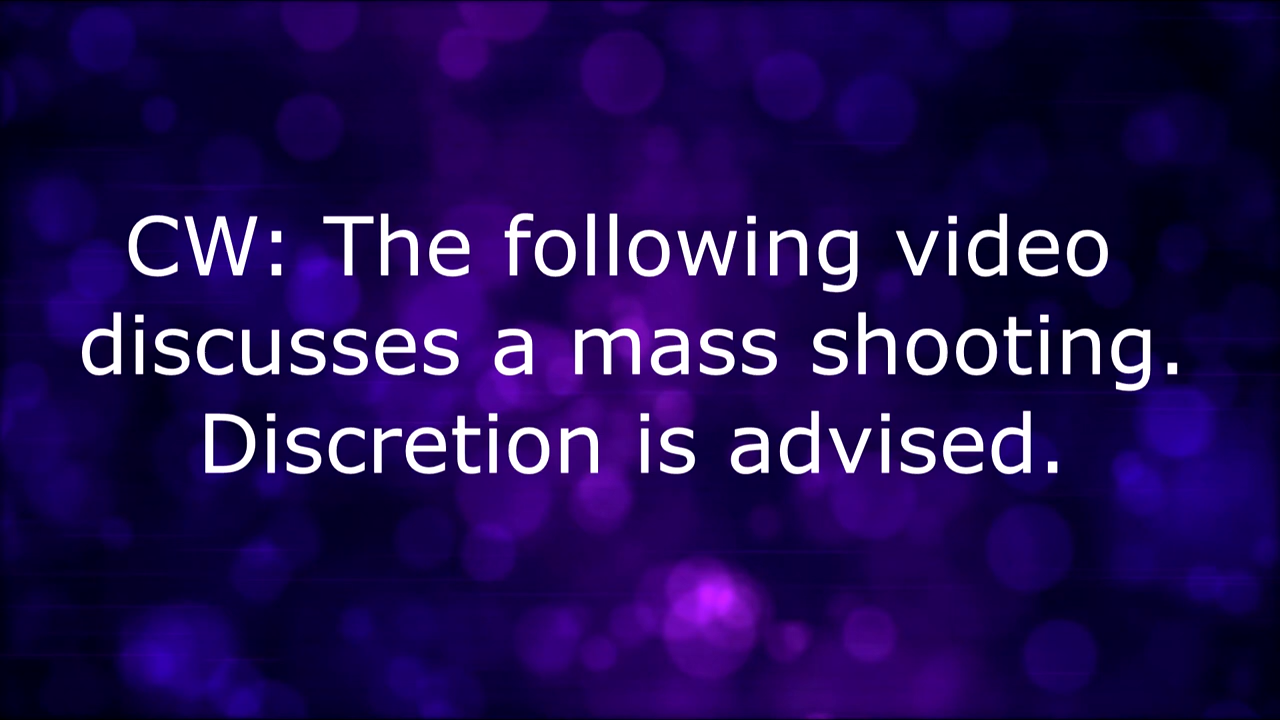 CW: The following video
discusses a mass shooting.
Discretion is advised.